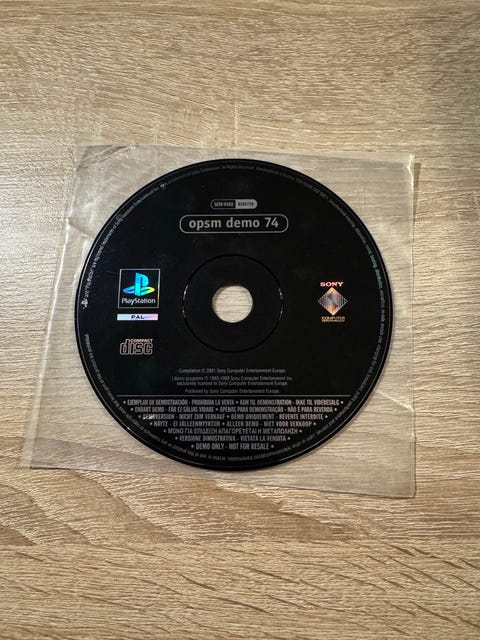 opsm demo 74
PlayStation
PAL
SONY
COMPUTER
ENTERTAINMENT
COMPACT
disc
Compilation © 2001 Sony Computer Entertainment Europe.
Library programs © 1993-1998 Sony Computer Entertainment Inc.
exclusively licensed to Sony Computer Entertainment Europe.
Published by Sony Computer Entertainment Europe.
• EJEMPLAR DE DEMOSTRACIÓN - PROHIBIDA LA VENTA • KUN TIL DEMONSTRATION - IKKE TIL VIDERESALG
ENDAST DEMO - FÅR EJ SÄLJAS VIDARE • APENAS PARA DEMONSTRAÇÃO - NÃO É PARA REVENDA •
• DEMOVERSION - NICHT ZUM VERKAUF • DEMO UNIQUEMENT - REVENTE INTERDITE •
• NÄYTE - EI JÄLLEENMYYNTIIN • ALLEEN DEMO - NIET VOOR VERKOOP •
• ΜΟΝΟ ΓΙΑ ΕΠΙΔΕΙΞΗ ΑΠΑΓΟΡΕΥΕΤΑΙ Η ΜΕΤΑΠΩΛΗΣΗ •
• VERSIONE DIMOSTRATIVA - VIETATA LA VENDITA •
• DEMO ONLY - NOT FOR RESALE •